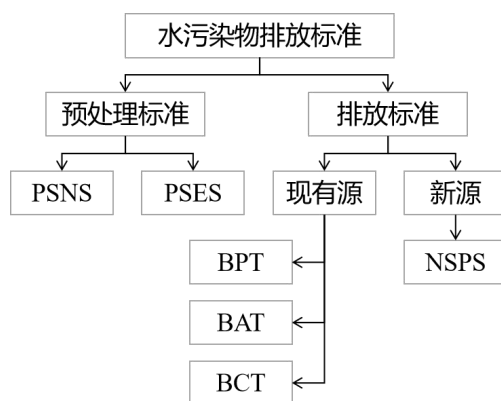 水污染物排放标准
预处理标准
排放标准
PSNS
PSES
现有源
新源
BPT
NSPS
BAT
BCT